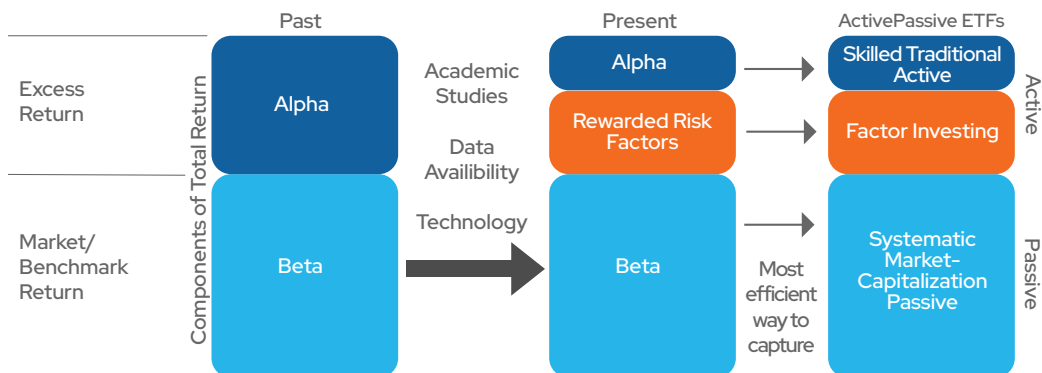 Past
Present
ActivePassive ETFs
Excess
Return
Market/
Benchmark
Return
Components of Total Return
Alpha
Beta
Academic
Studies
Data
Availibility
Technology
Alpha
Rewarded Risk
Factors
Beta
Most
efficient
way to
capture
Skilled Traditional
Active
Factor Investing
Systematic
Market-
Capitalization
Passive
Active
Passive